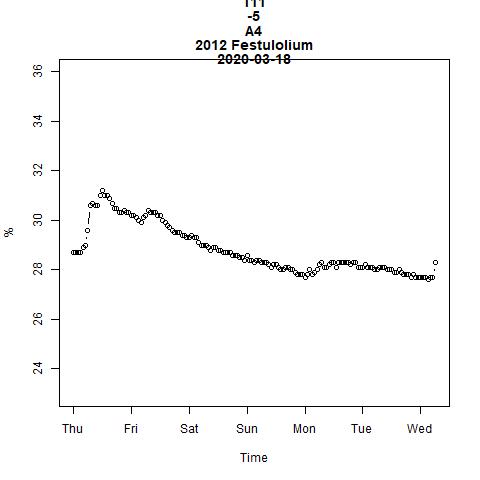 T11
-5
A4
2012 Festulolium
2020-03-18
36
34
32
30
28
26
24
%
Thu Fri Sat Sun Mon Tue Wed
Time